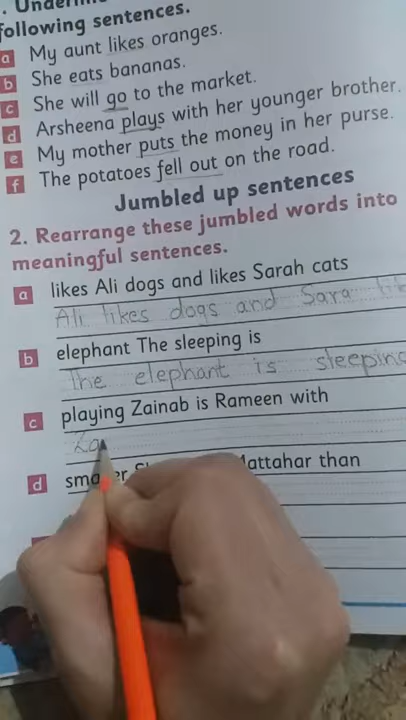 following sentences.
a My aunt likes oranges.
b She eats bananas.
c She will go to the market.
d Arsheena plays with her younger brother.
e My mother puts the money in her purse.
f The potatoes fell out on the road.
Jumbled up sentences
2. Rearrange these jumbled words into
meaningful sentences.
a likes Ali dogs and likes Sarah cats
Ali likes dogs and Sara
b elephant The sleeping is
The elephant is sleeping
c playing Zainab is Rameen with
Za
d Mattahar than